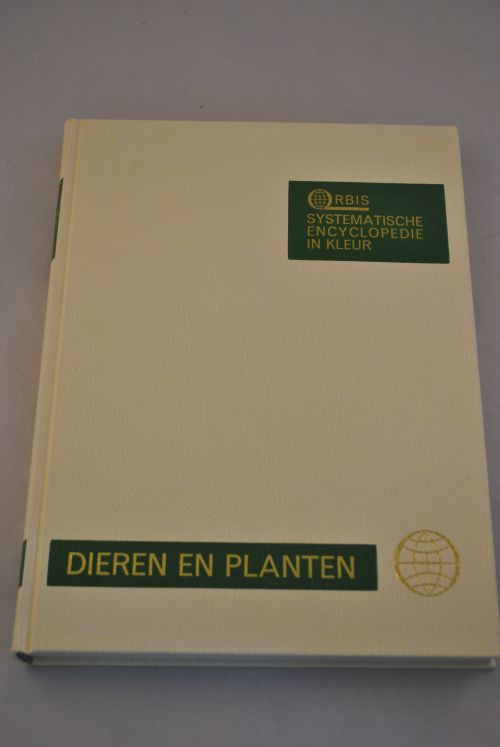 ORBIS
SYSTEMATISCHE
ENCYCLOPEDIE
IN KLEUR
DIEREN EN PLANTEN